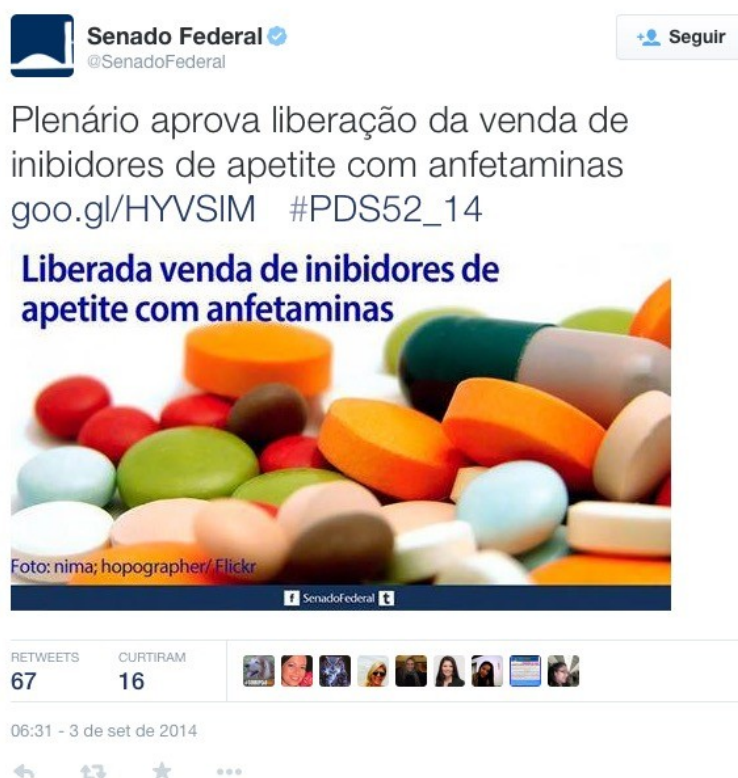 Senado Federal
@SenadoFederal
Seguir
Plenário aprova liberação da venda de
inibidores de apetite com anfetaminas
goo.gl/HYVSIM #PDS52_14
Liberada venda de inibidores de
apetite com anfetaminas
Foto: nima; hopographer/ Flickr
f SenadoFederal t
RETWEETS
67
CURTIRAM
16
06:31 - 3 de set de 2014